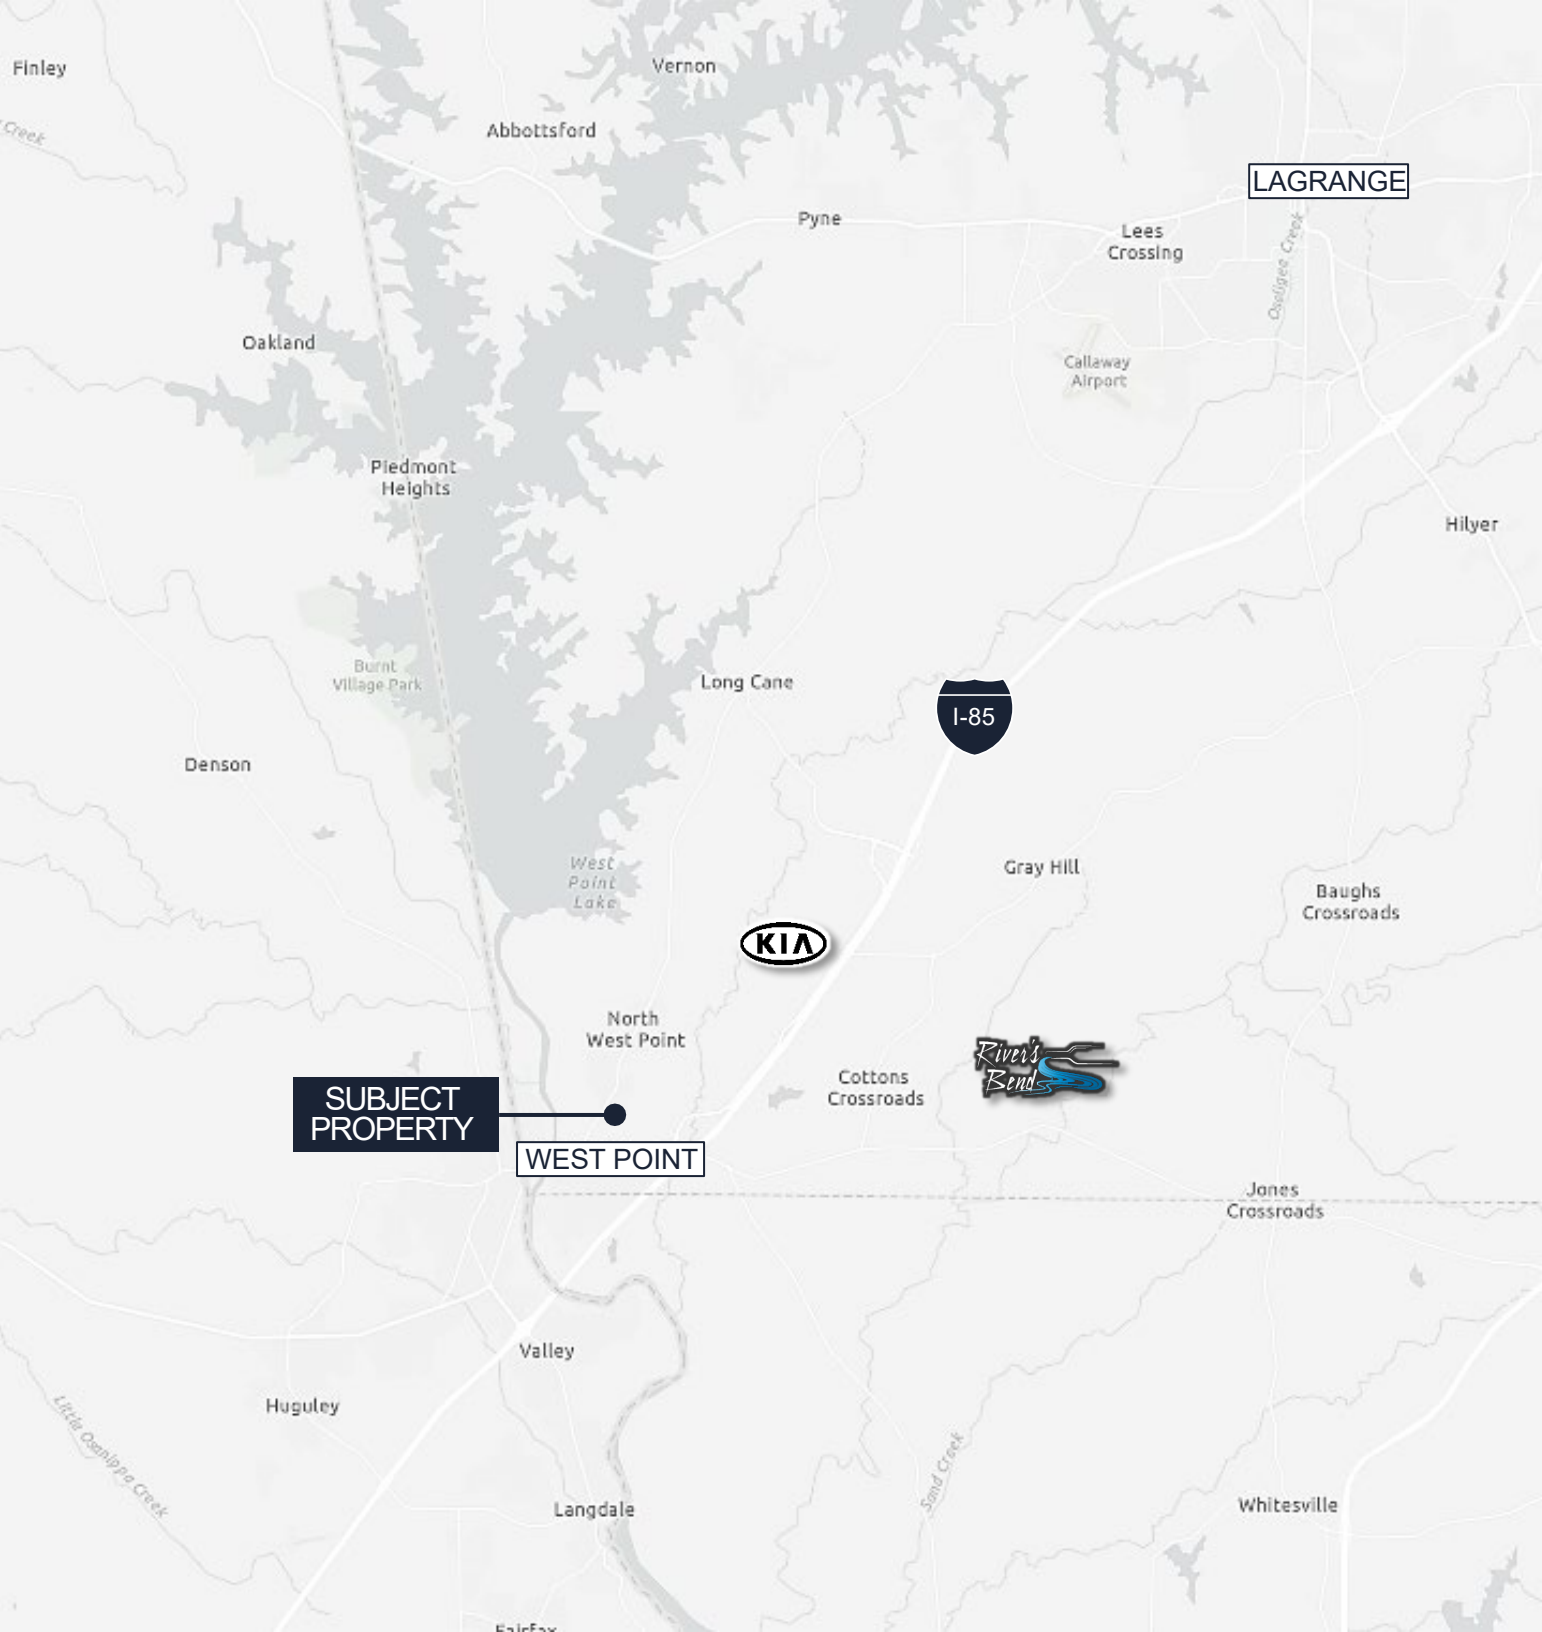 Finley
Vernon
Creek
Abbottsford
LAGRANGE
Pyne
Lees
Crossing
Oseligee Creek
Oakland
Callaway
Airport
Piedmont
Heights
Hilyer
Burnt
Village Park
Long Cane
I-85
Denson
West
Point
Lake
Gray Hill
Baughs
Crossroads
KIA
North
West Point
River's
Bend
Cottons
Crossroads
SUBJECT
PROPERTY
WEST POINT
Jones
Crossroads
Valley
Huguley
Little Osanippa Creek
Sand Creek
Langdale
Whitesville
Fairfax